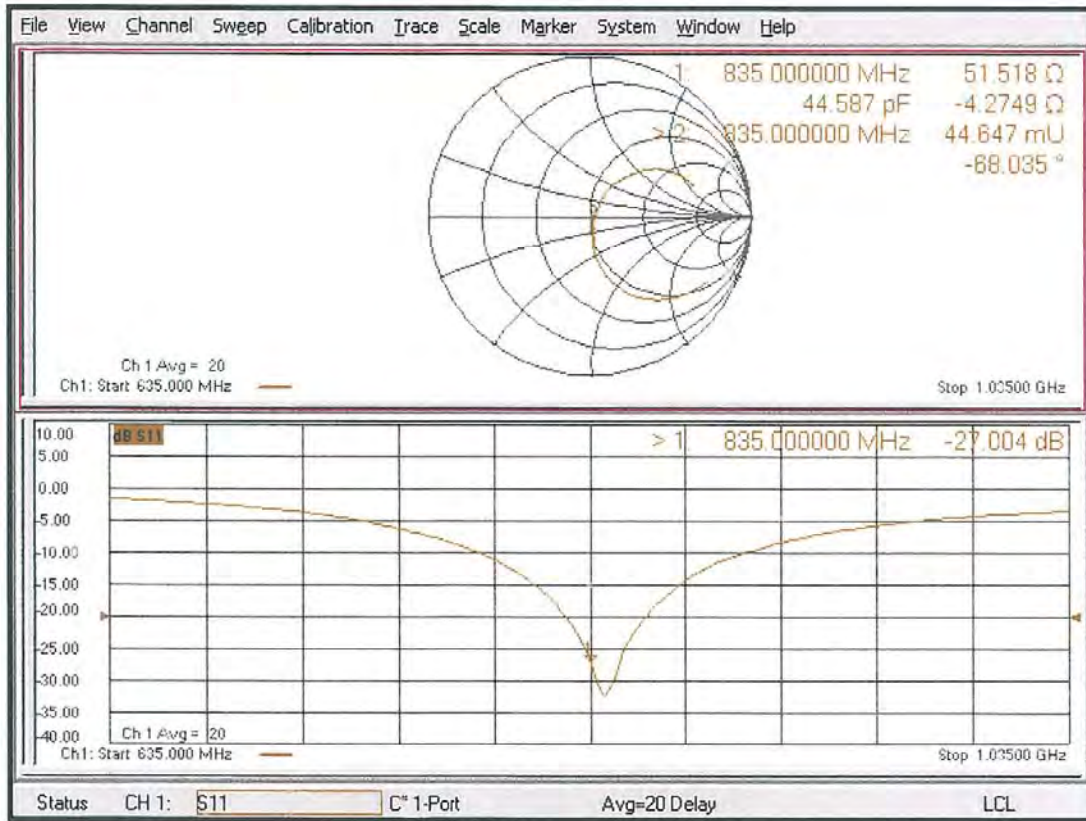 File View Channel Sweep Calibration Trace Scale Marker System Window Help
1: 835.000000 MHz 51.518 Ω
44.587 pF -4.2749 Ω
> 2: 835.000000 MHz 44.647 mU
-68.035 °
Ch 1 Avg = 20
Ch1: Start 635.000 MHz
Stop 1.03500 GHz
10.00 dB S11 > 1: 835.000000 MHz -27.004 dB
5.00
0.00
-5.00
-10.00
-15.00
-20.00
-25.00
-30.00
-35.00
-40.00
Ch 1 Avg = 20
Ch1: Start 635.000 MHz
Stop 1.03500 GHz
Status CH 1: S11 C* 1-Port Avg=20 Delay LCL